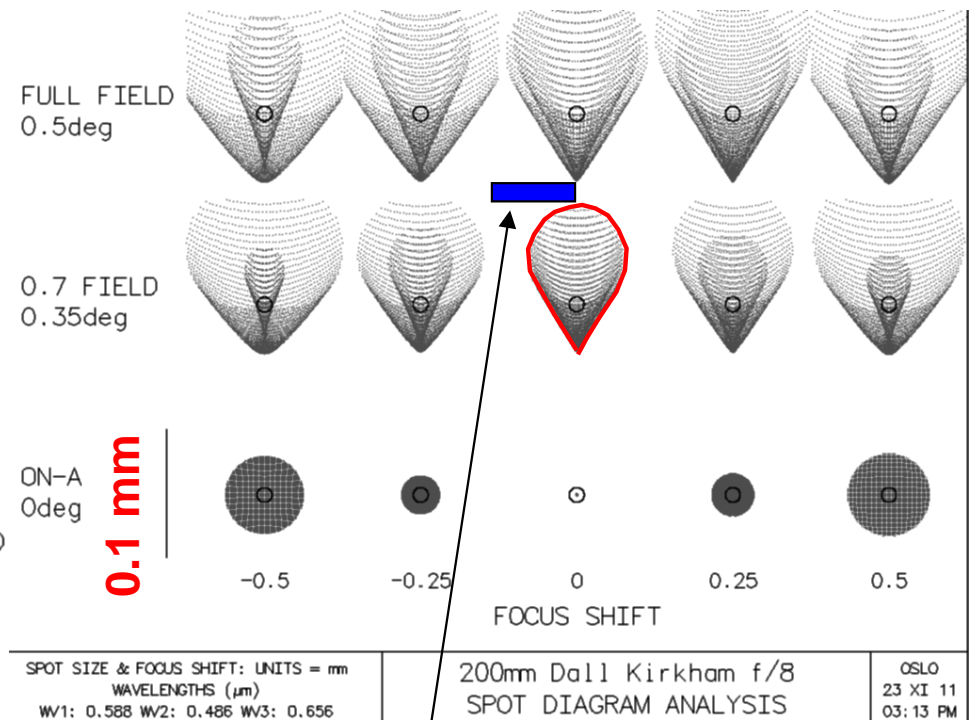 FULL FIELD
0.5deg
0.7 FIELD
0.35deg
ON-A
0deg
0.1 mm
-0.5 -0.25 0 0.25 0.5
FOCUS SHIFT
SPOT SIZE & FOCUS SHIFT: UNITS = mm
WAVELENGTHS (µm)
WV1: 0.588 WV2: 0.486 WV3: 0.656
200mm Dall Kirkham f/8
SPOT DIAGRAM ANALYSIS
OSLO
23 XI 11
03:13 PM